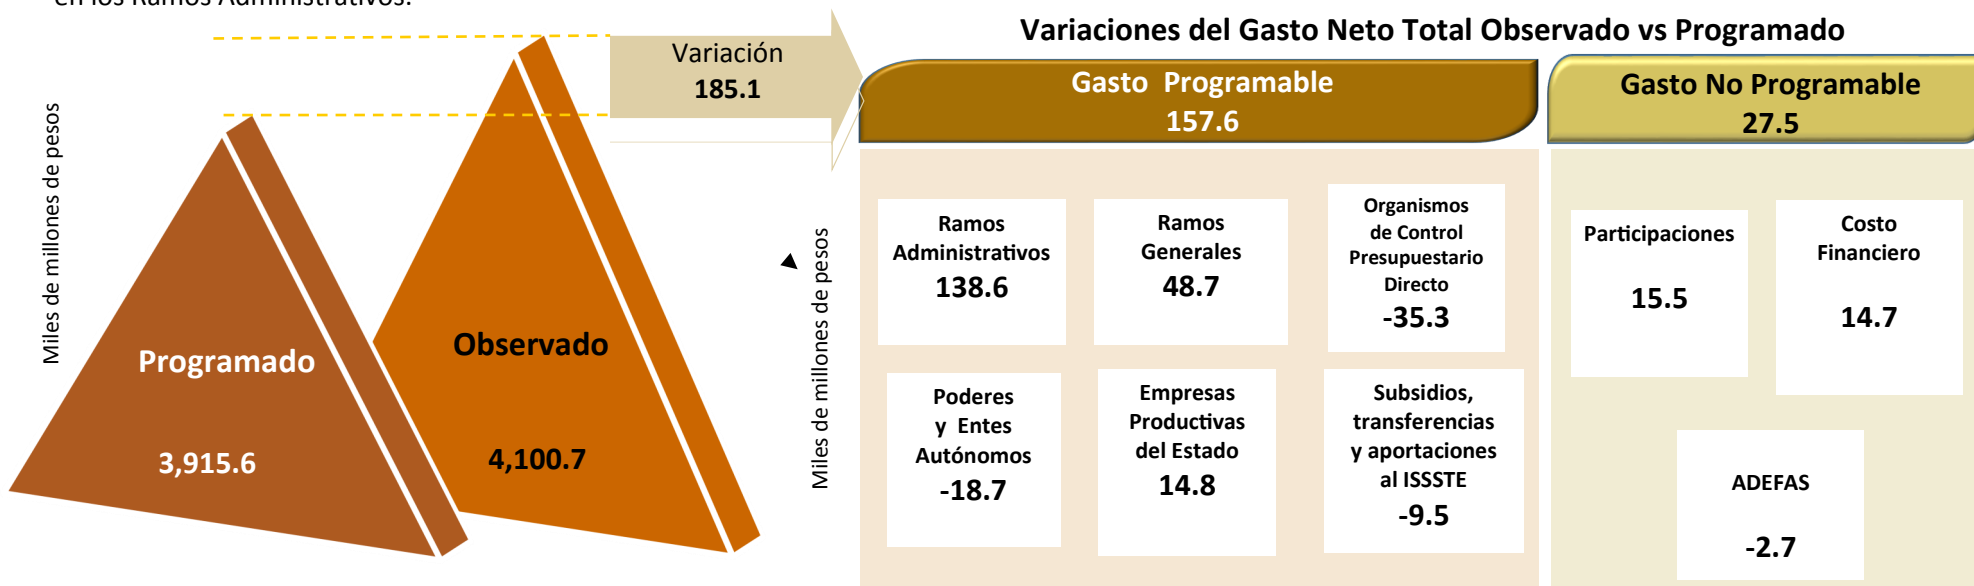 en los Ramos Administrativos.
Miles de millones de pesos
Programado
3,915.6
Observado
4,100.7
Variación
185.1
Miles de millones de pesos
Variaciones del Gasto Neto Total Observado vs Programado
Gasto Programable
157.6
Ramos
Administrativos
138.6
Ramos
Generales
48.7
Organismos
de Control
Presupuestario
Directo
-35.3
Poderes
y Entes
Autónomos
-18.7
Empresas
Productivas
del Estado
14.8
Subsidios,
transferencias
y aportaciones
al ISSSTE
-9.5
Gasto No Programable
27.5
Participaciones
15.5
Costo
Financiero
14.7
ADEFAS
-2.7